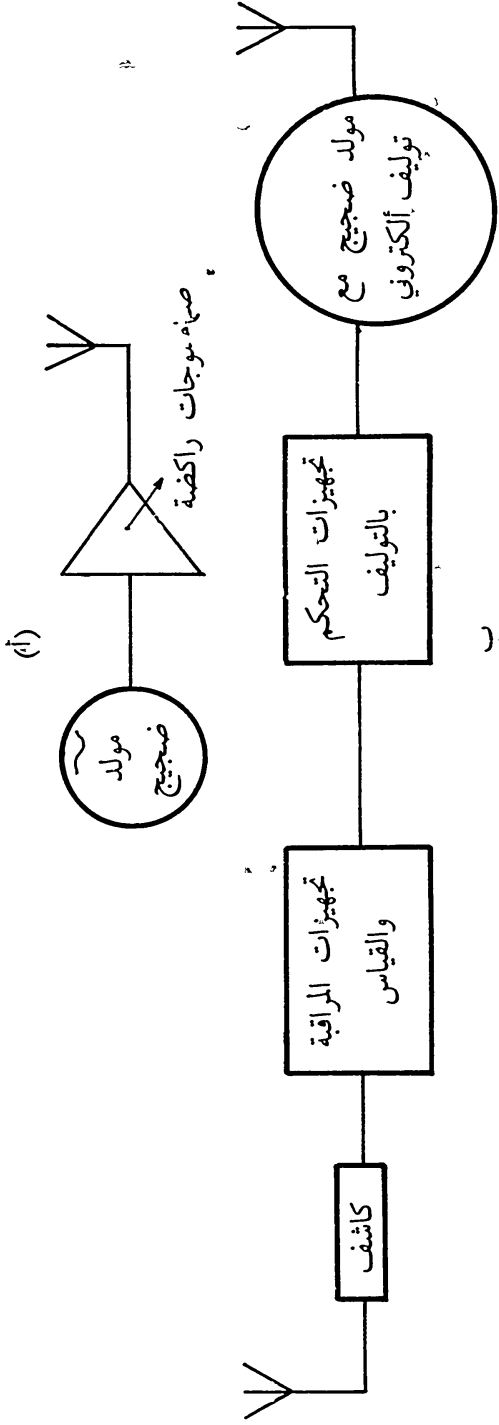 مولد
ضجيج
صمام موجات راكضة
(أ)
كاشف
تجهيزات المراقبة
والقياس
تجهيزات التحكم
بالتوليف
مولد ضجيج مع
توليف ألكتروني
ب